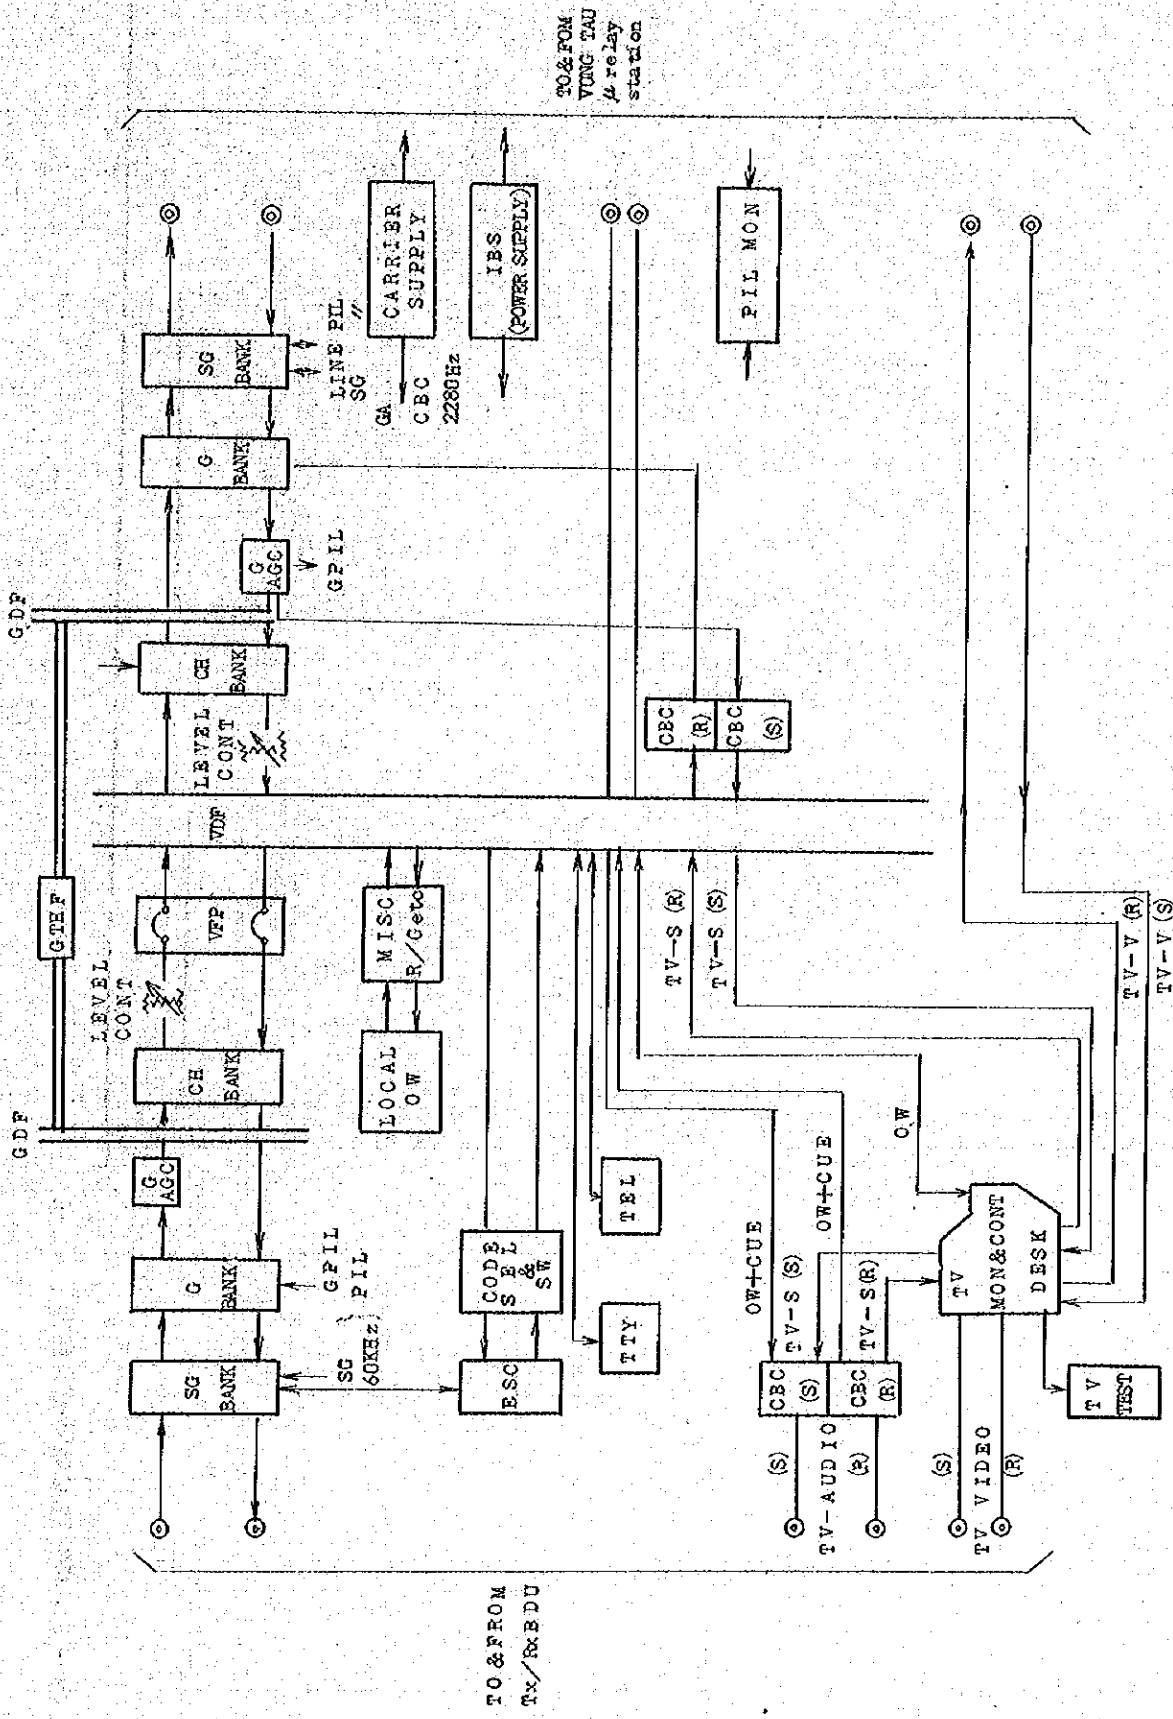 TO & FROM
Tx/RxBDU
SG
BANK
SG
60KHz
PIL
G
BANK
GPIL
G
AGC
GDF
CH
BANK
LEVEL
CONT
VFP
GTHF
VDF
LEVEL
CONT
CH
BANK
GDF
G
AGC
GPIL
G
BANK
SG
BANK
LINE PIL
SG 〃
CARRIER
SUPPLY
GA
CBC
2280Hz
IBS
(POWER SUPPLY)
PIL MON
TO&FOM
VUNG TAU
μ relay
station
LOCAL
OW
MISC
R/Getc
ESC
CODE
SEL
&
SW
TTY
TEL
CBC
(R)
CBC
(S)
OW+CUE
TV-S (S)
OW+CUE
TV-S(R)
OW
TV-S (R)
TV-S (S)
TV-V (R)
TV-V (S)
(S)
TV-AUDIO
(R)
CBC
(S)
CBC
(R)
(S)
TV VIDEO
(R)
TV
MON&CONT
DESK
TV
TEST